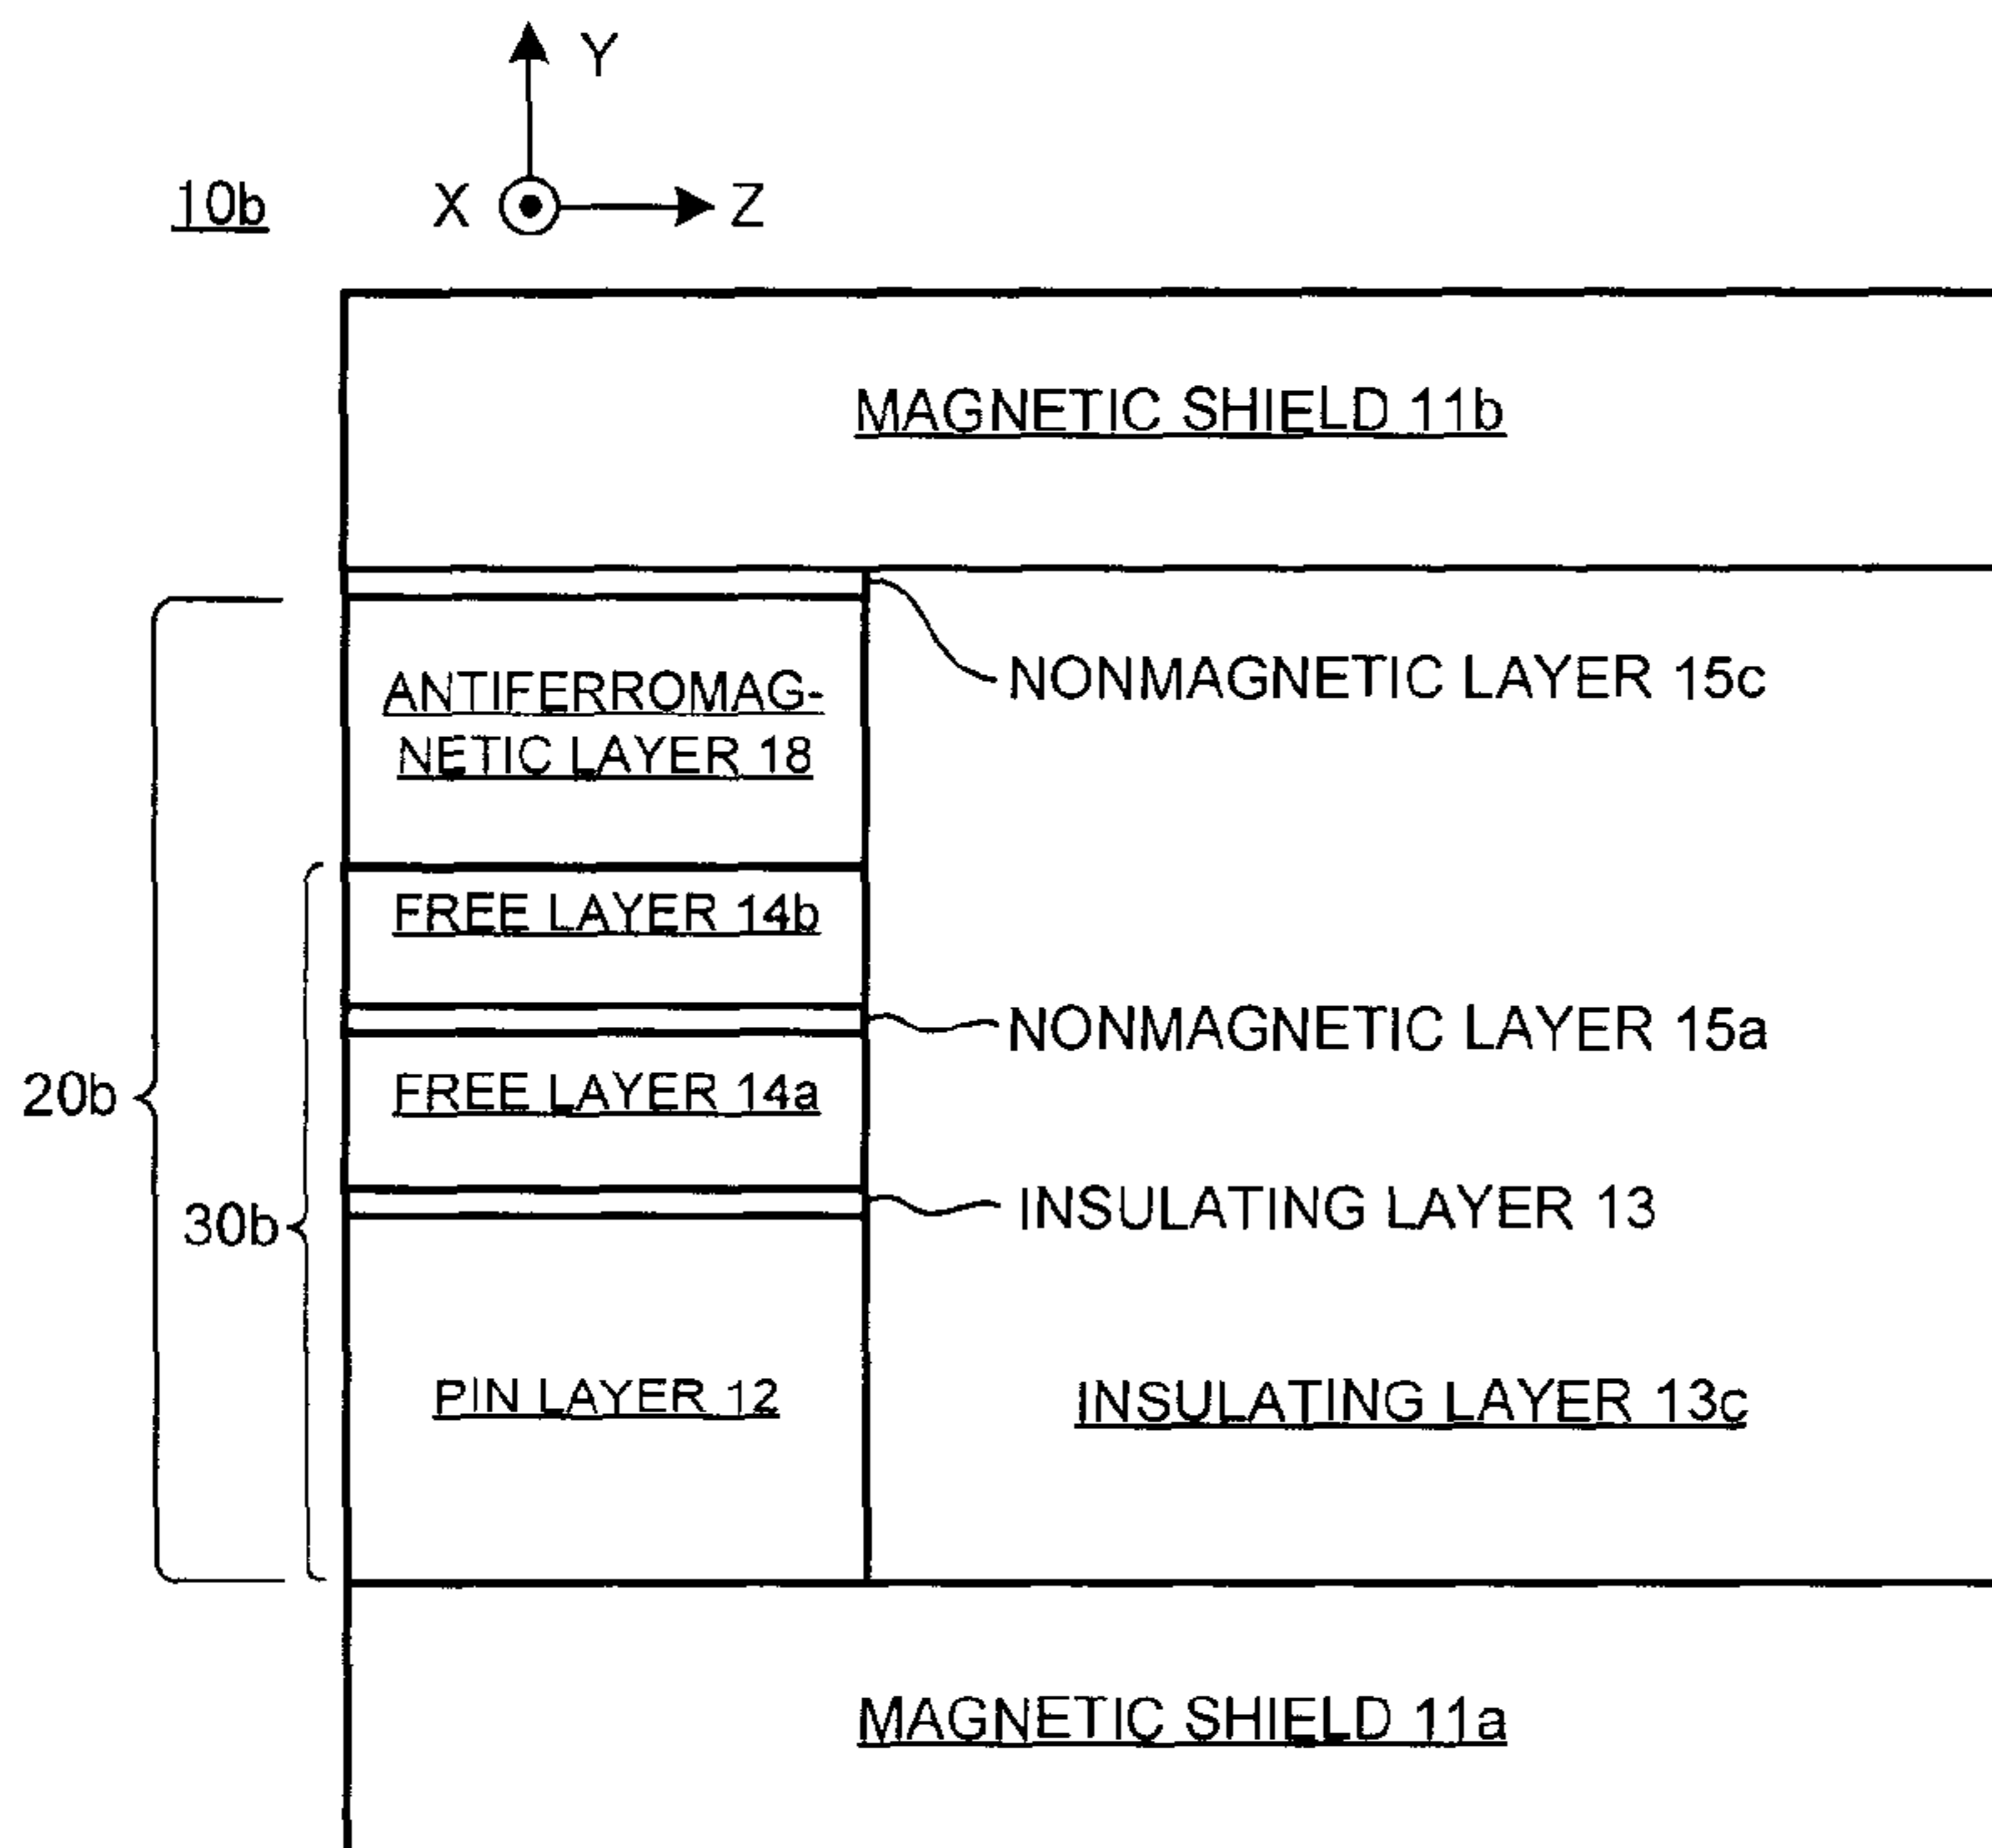 Y
10b
X
Z
MAGNETIC SHIELD 11b
NONMAGNETIC LAYER 15c
ANTIFERROMAG-
NETIC LAYER 18
FREE LAYER 14b
NONMAGNETIC LAYER 15a
FREE LAYER 14a
20b
INSULATING LAYER 13
30b
PIN LAYER 12
INSULATING LAYER 13c
MAGNETIC SHIELD 11a